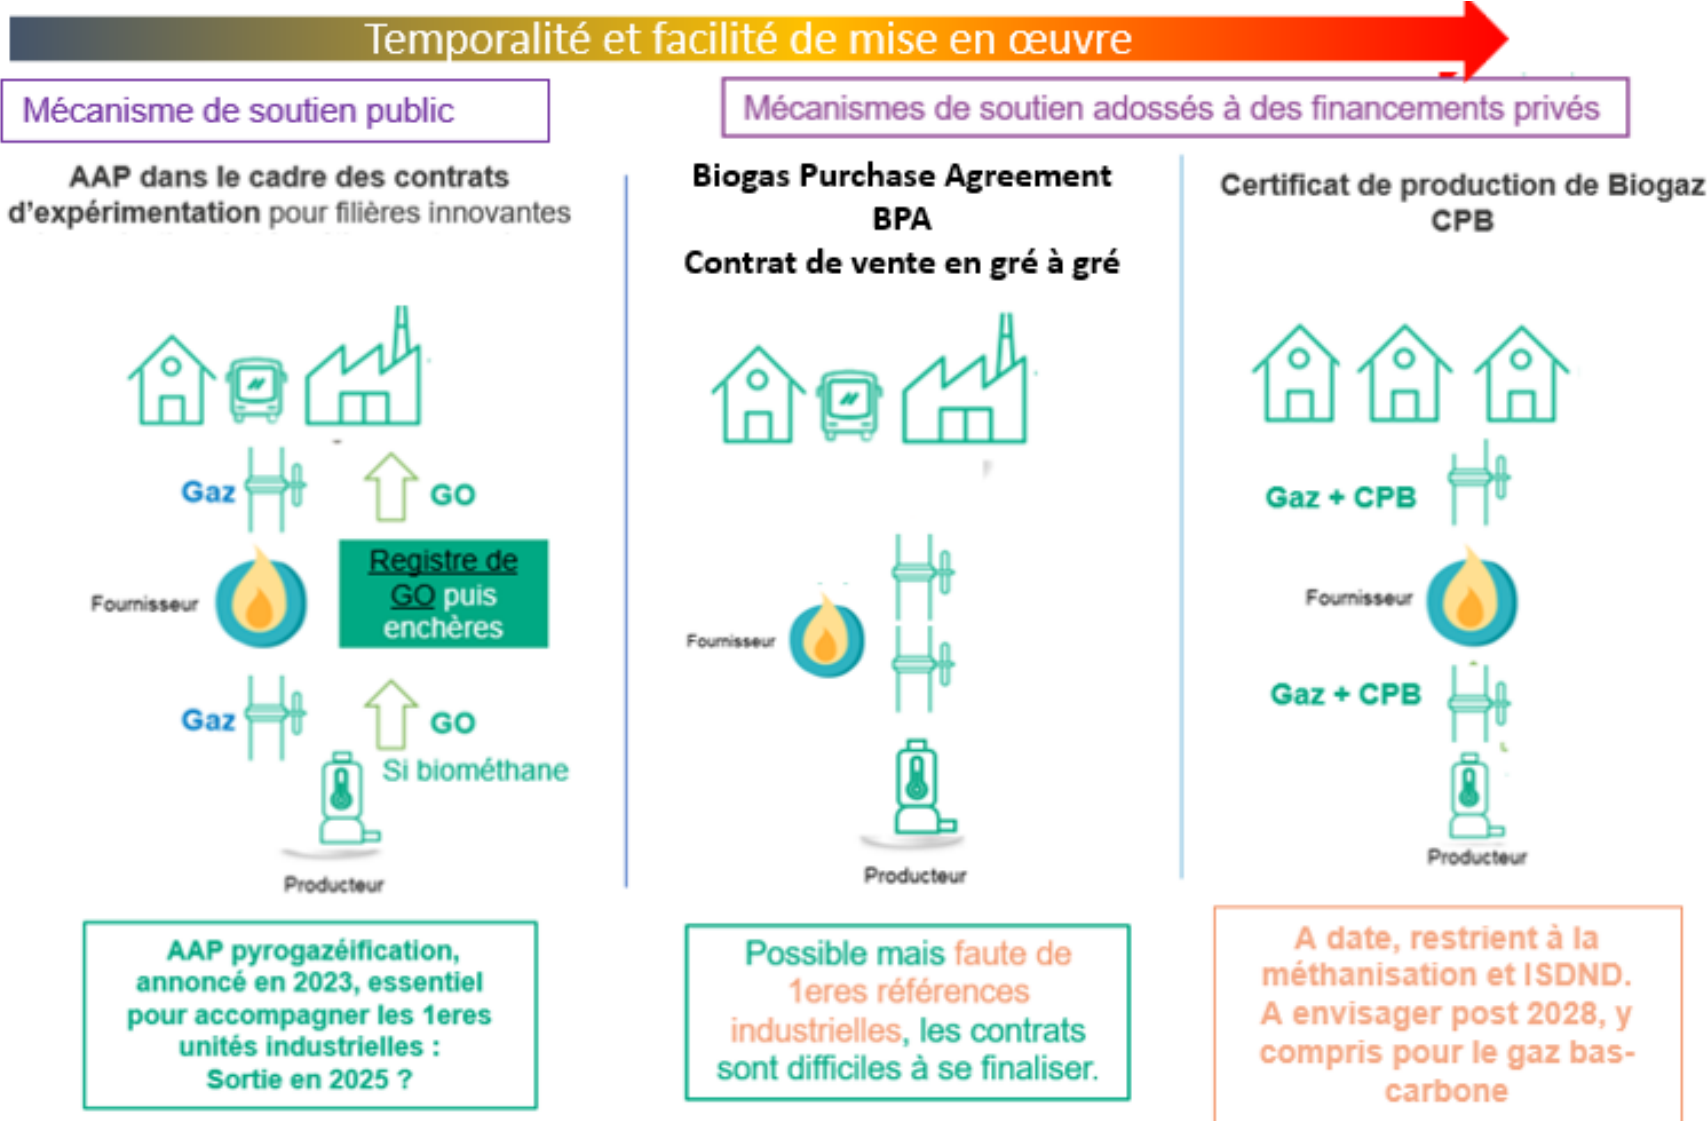 Temporalité et facilité de mise en œuvre
Mécanisme de soutien public
Mécanismes de soutien adossés à des financements privés
AAP dans le cadre des contrats
d'expérimentation pour filières innovantes
Gaz
GO
Fournisseur
Registre de
GO puis
enchères
Gaz
GO
Si biométhane
Producteur
AAP pyrogazéification,
annoncé en 2023, essentiel
pour accompagner les 1eres
unités industrielles :
Sortie en 2025 ?
Biogas Purchase Agreement
BPA
Contrat de vente en gré à gré
Fournisseur
Producteur
Possible mais faute de
1eres références
industrielles, les contrats
sont difficiles à se finaliser.
Certificat de production de Biogaz
CPB
Gaz + CPB
Fournisseur
Gaz + CPB
Producteur
A date, restrient à la
méthanisation et ISDND.
A envisager post 2028, y
compris pour le gaz bas-
carbone